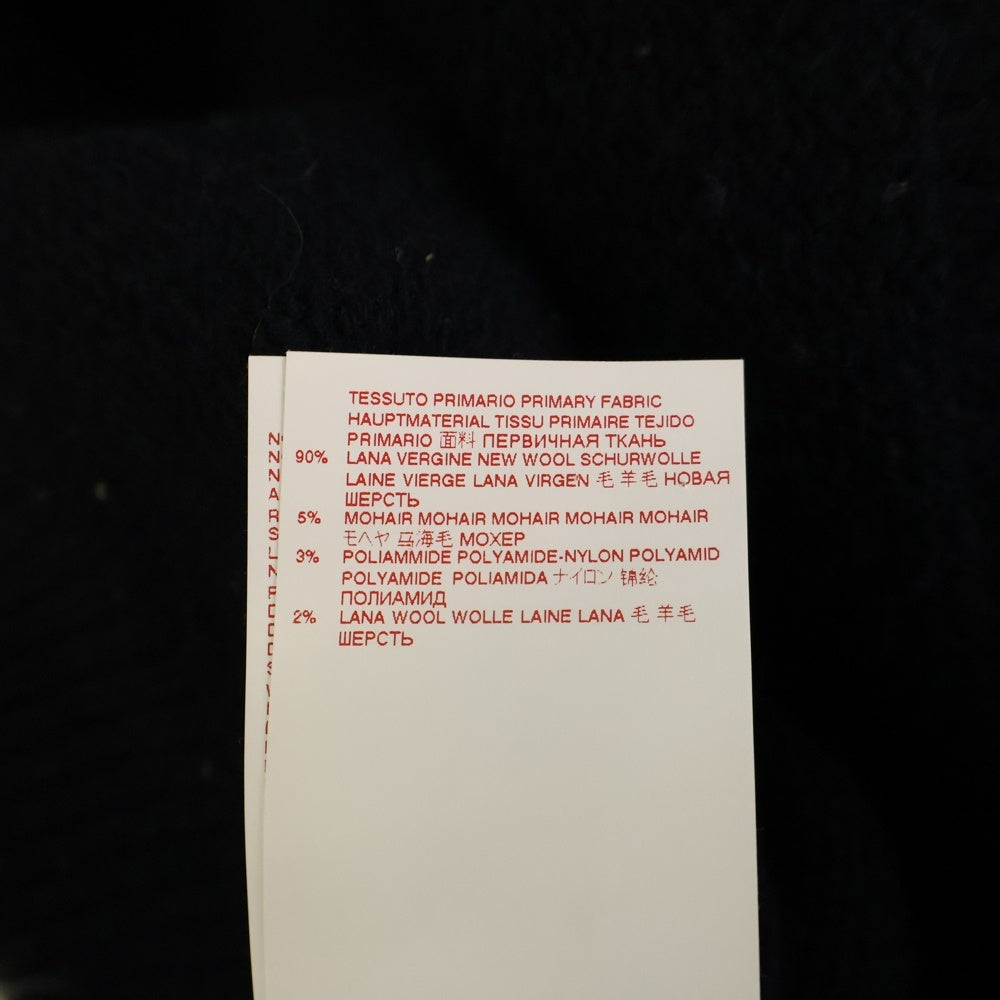 TESSUTO PRIMARIO PRIMARY FABRIC
HAUPTMATERIAL TISSU PRIMAIRE TEJIDO
PRIMARIO 面料 ПЕРВИЧНАЯ ТКАНЬ
90% LANA VERGINE NEW WOOL SCHURWOLLE
LAINE VIERGE LANA VIRGEN 毛 羊毛 НОВАЯ
ШЕРСТЬ
5% MOHAIR MOHAIR MOHAIR MOHAIR MOHAIR
モヘヤ 马海毛 МОХЕР
3% POLIAMMIDE POLYAMIDE-NYLON POLYAMID
POLYAMIDE POLIAMIDA ナイロン 锦纶
ПОЛИАМИД
2% LANA WOOL WOLLE LAINE LANA 毛 羊毛
ШЕРСТЬ